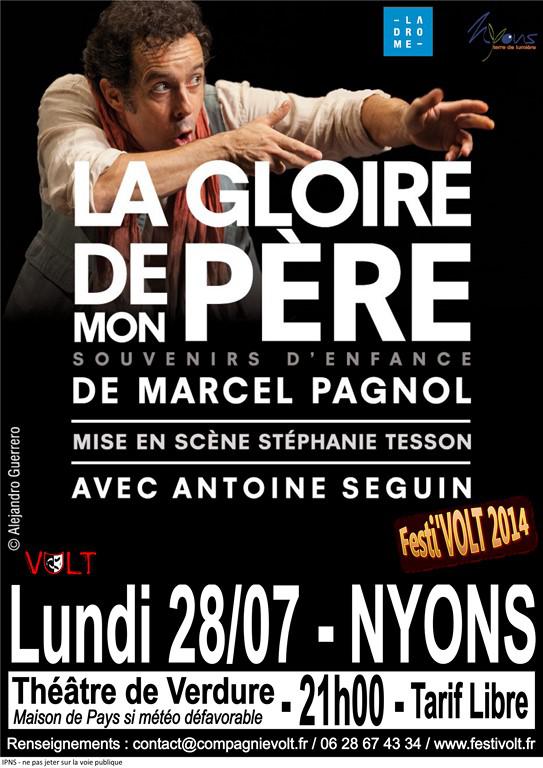 - LA
D R
O ME -
Nyons
terre de lumière
LA GLOIRE
DE MON PÈRE
SOUVENIRS D'ENFANCE
DE MARCEL PAGNOL
MISE EN SCÈNE STÉPHANIE TESSON
AVEC ANTOINE SEGUIN
© Alejandro Guerrero
Festi'VOLT 2014
VOLT
Lundi 28/07 - NYONS
Théâtre de Verdure - 21h00 - Tarif Libre
Maison de Pays si météo défavorable
Renseignements : contact@compagnievolt.fr / 06 28 67 43 34 / www.festivolt.fr
IPNS - ne pas jeter sur la voie publique